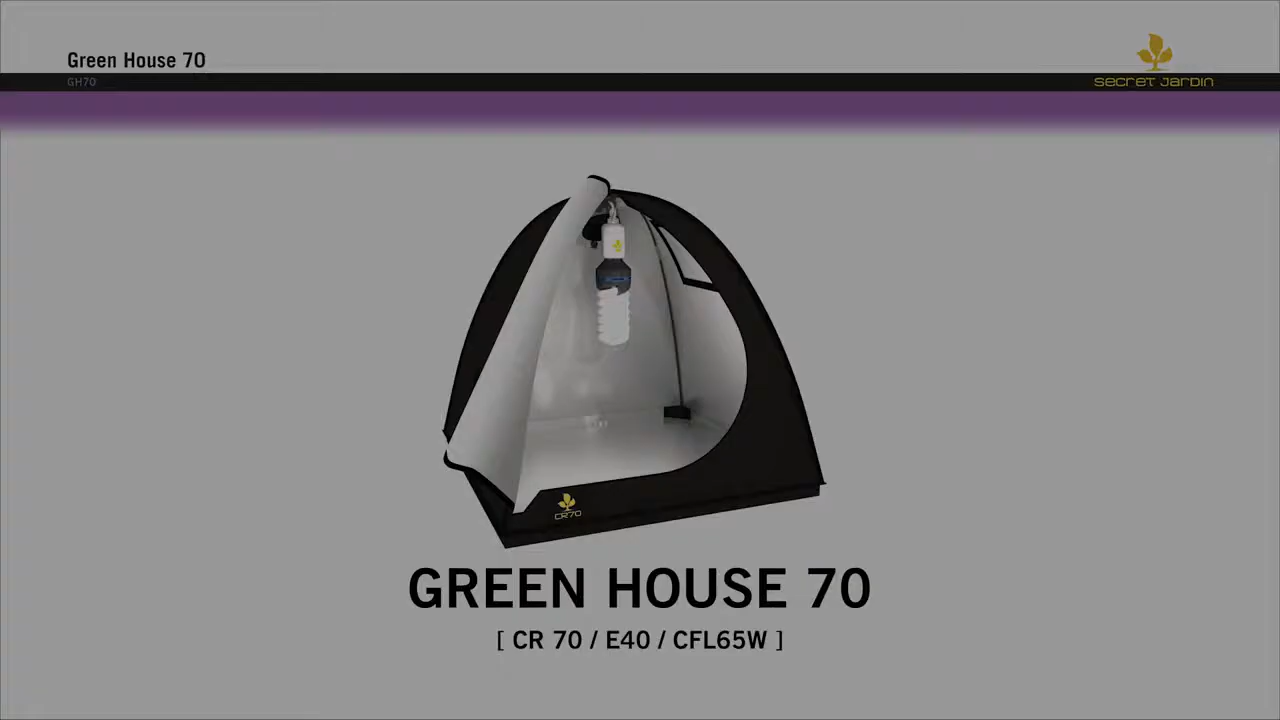 Green House 70
GH70
secret Jardin
CR70
GREEN HOUSE 70
[ CR 70 / E40 / CFL65W ]